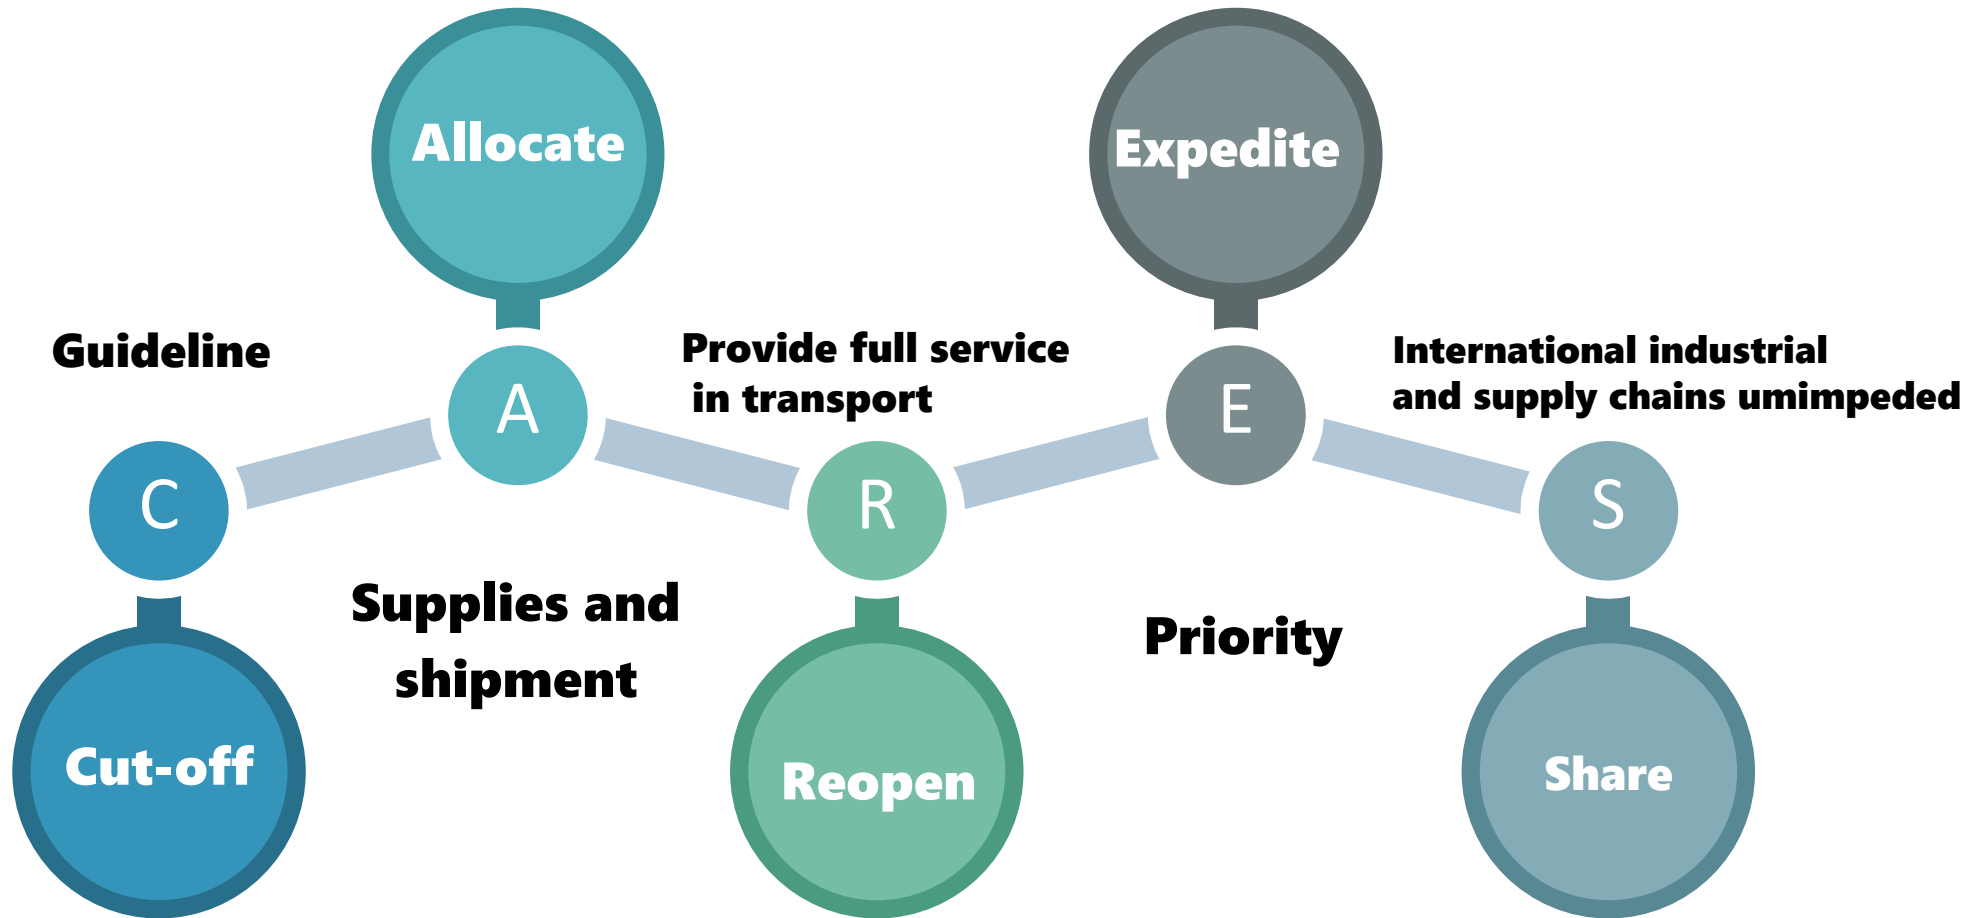 Guideline
C
Cut-off
Allocate
A
Supplies and
shipment
Provide full service
in transport
R
Reopen
Expedite
E
Priority
International industrial
and supply chains umimpeded
S
Share